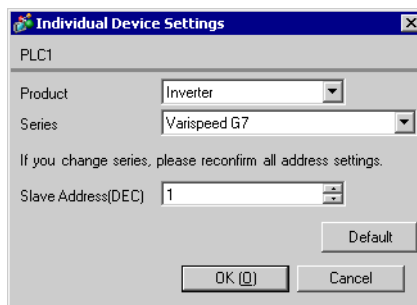 Individual Device Settings
PLC1
Product Inverter
Series Varispeed G7
If you change series, please reconfirm all address settings.
Slave Address(DEC) 1
Default
OK (O) Cancel